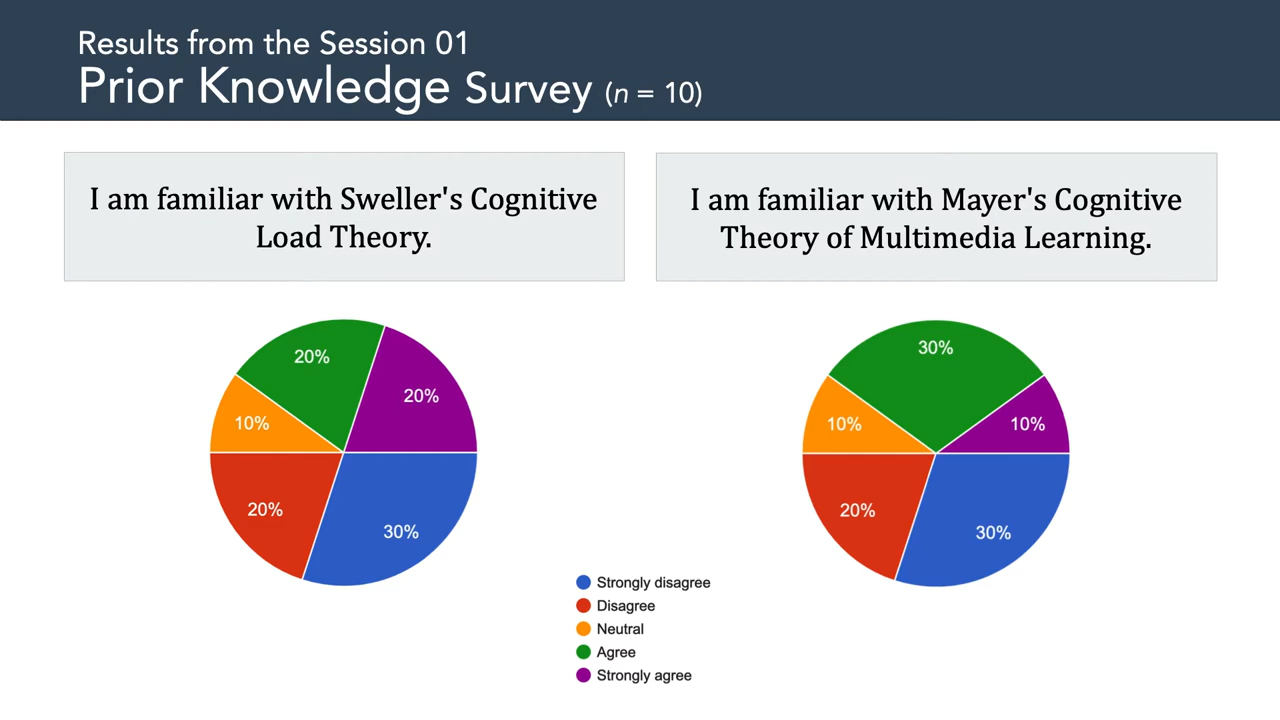 Results from the Session 01
Prior Knowledge Survey (n = 10)
I am familiar with Sweller's Cognitive
Load Theory.
I am familiar with Mayer's Cognitive
Theory of Multimedia Learning.
20%
20%
10%
20%
30%
30%
10%
10%
20%
30%
Strongly disagree
Disagree
Neutral
Agree
Strongly agree